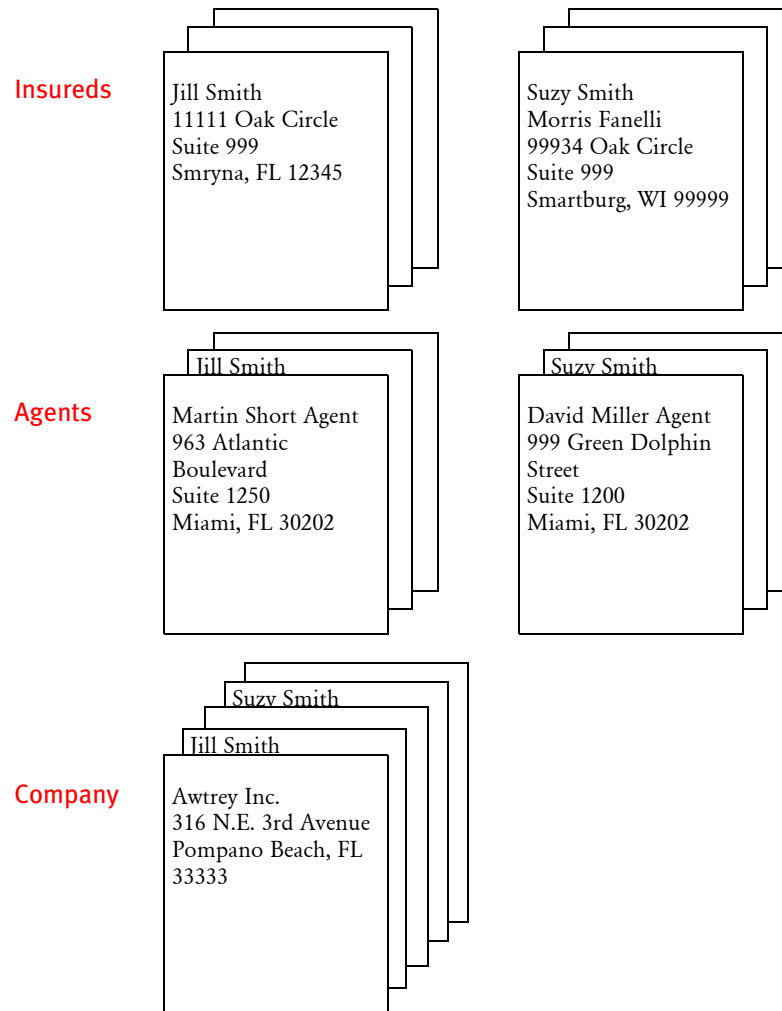 Insureds
Jill Smith
11111 Oak Circle
Suite 999
Smryna, FL 12345
Suzy Smith
Morris Fanelli
99934 Oak Circle
Suite 999
Smartburg, WI 99999
Agents
Jill Smith
Martin Short Agent
963 Atlantic
Boulevard
Suite 1250
Miami, FL 30202
Suzy Smith
David Miller Agent
999 Green Dolphin
Street
Suite 1200
Miami, FL 30202
Company
Suzy Smith
Jill Smith
Awtrey Inc.
316 N.E. 3rd Avenue
Pompano Beach, FL
33333